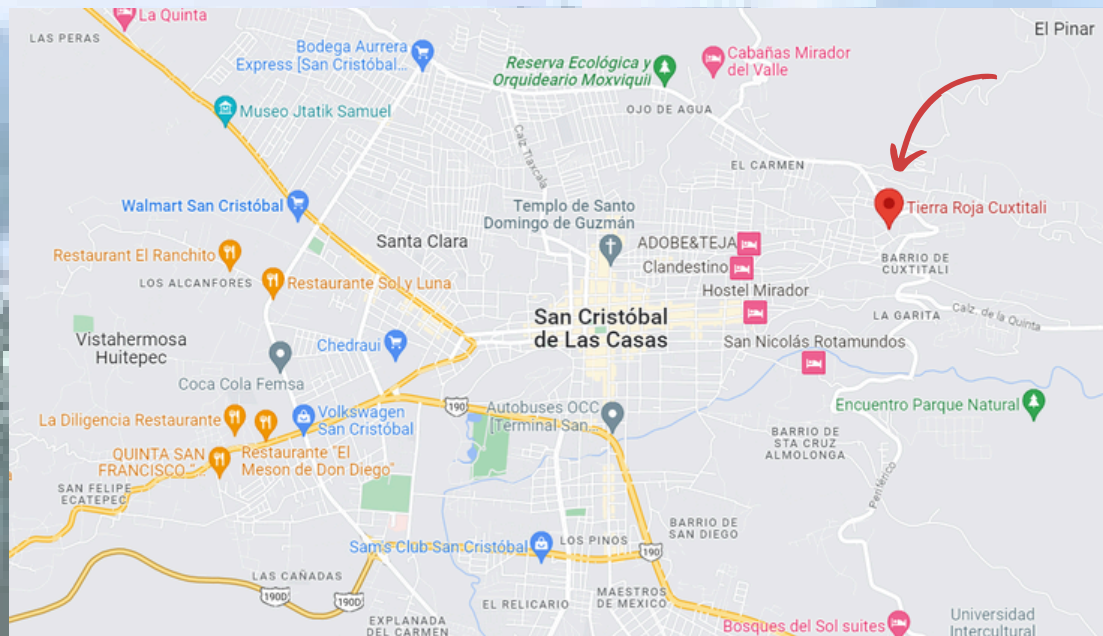 La Quinta
LAS PERAS
El Pinar
Bodega Aurrera
Express [San Cristóbal...
Reserva Ecológica y
Orquideario Moxviquil
Cabañas Mirador
del Valle
Museo Jtatik Samuel
OJO DE AGUA
Calz Tlaxcala
EL CARMEN
Walmart San Cristóbal
Templo de Santo
Domingo de Guzmán
Tierra Roja Cuxtitali
Santa Clara
ADOBE&TEJA
Restaurant El Ranchito
Clandestino
BARRIO DE
CUXTITALI
LOS ALCANFORES
Restaurante Sol y Luna
Hostel Mirador
San Cristóbal
de Las Casas
LA GARITA
Calz. de la Quinta
Vistahermosa
Huitepec
Chedraui
San Nicolás Rotamundos
Coca Cola Femsa
190
Autobuses OCC
[Terminal San...
Encuentro Parque Natural
La Diligencia Restaurante
Volkswagen
San Cristóbal
BARRIO DE
STA CRUZ
ALMOLONGA
QUINTA SAN
FRANCISCO "...
Restaurante "El
Meson de Don Diego"
Periférico
SAN FELIPE
ECATEPEC
BARRIO DE
SAN DIEGO
Sam's Club San Cristóbal
LOS PINOS
190
LAS CAÑADAS
190D
190D
EL RELICARIO
MAESTROS
DE MEXICO
EXPLANADA
DEL CARMEN
Bosques del Sol suites
Universidad
Intercultural